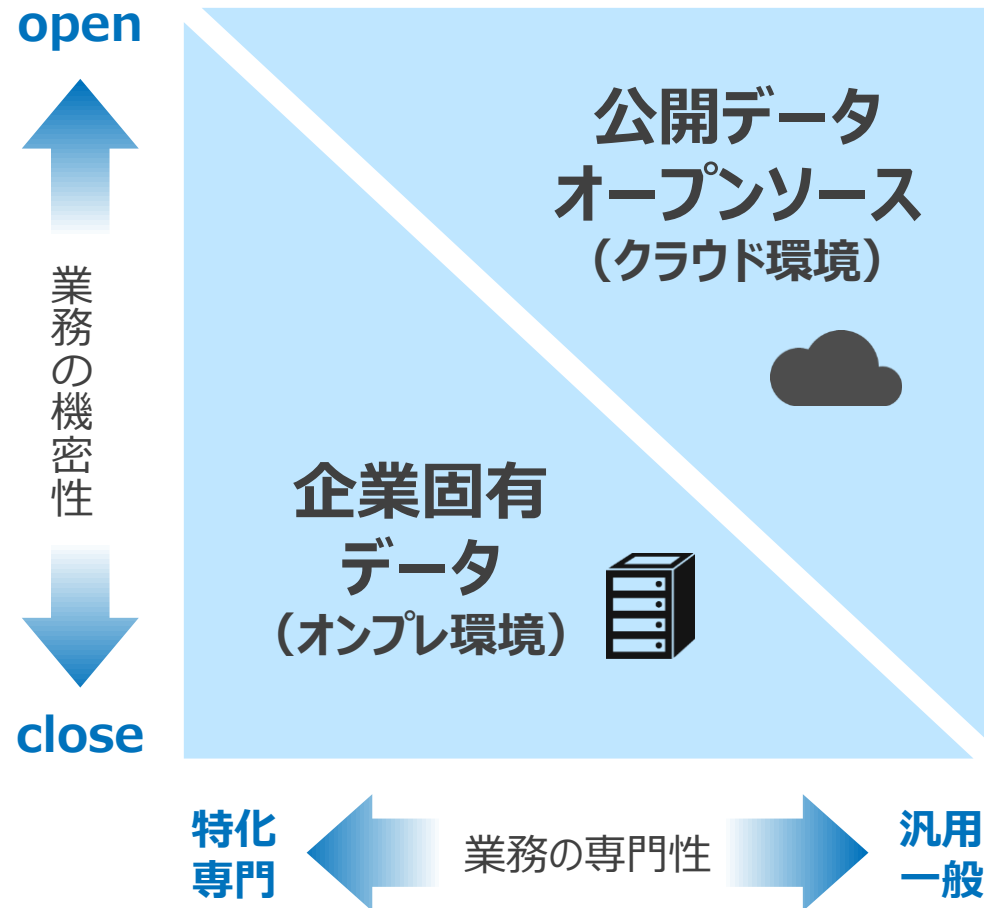 open
公開データ
オープンソース
（クラウド環境）
業務の機密性
企業固有
データ
（オンプレ環境）
close
特化
専門
業務の専門性
汎用
一般